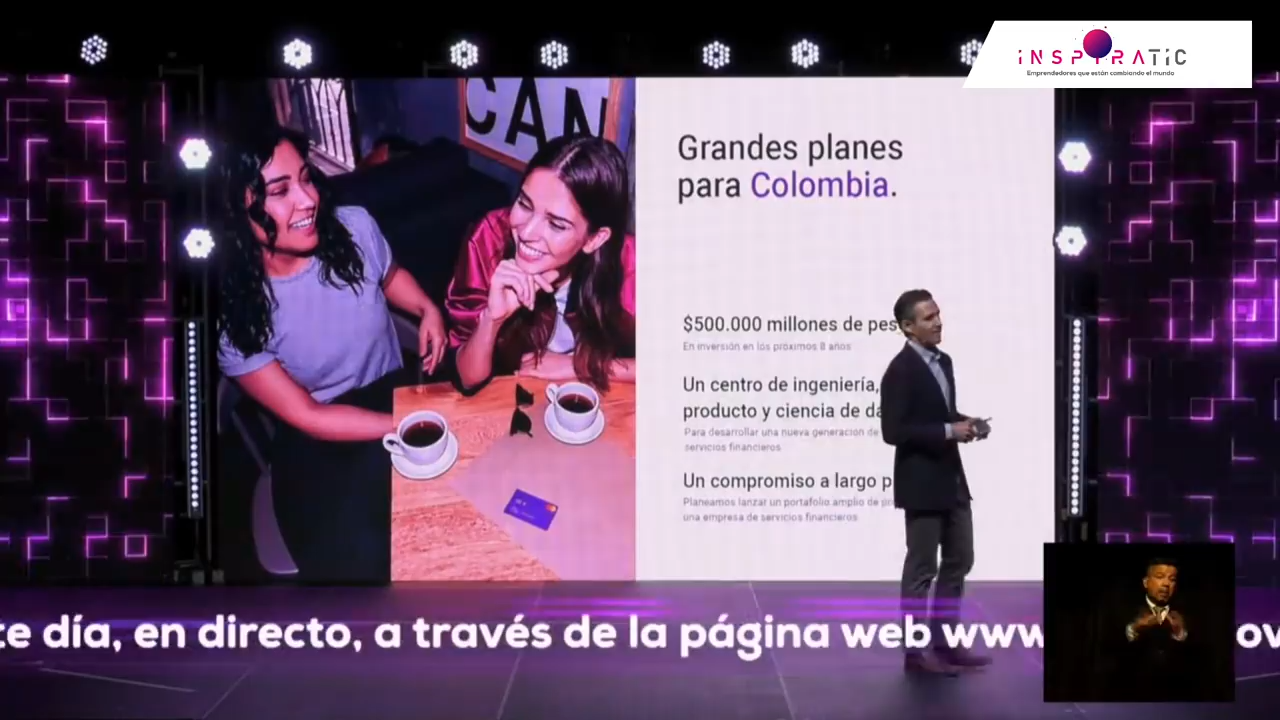 INSPIRATIC
Emprendedores que están cambiando el mundo
CAN
Grandes planes
para Colombia.
$500.000 millones de pes
En inversión en los próximos 8 años
Un centro de ingeniería,
producto y ciencia de da
Para desarrollar una nueva generación de
servicios financieros
Un compromiso a largo p
Planeamos lanzar un portafolio amplio de
una empresa de servicios financieros
te día, en directo, a través de la página web www